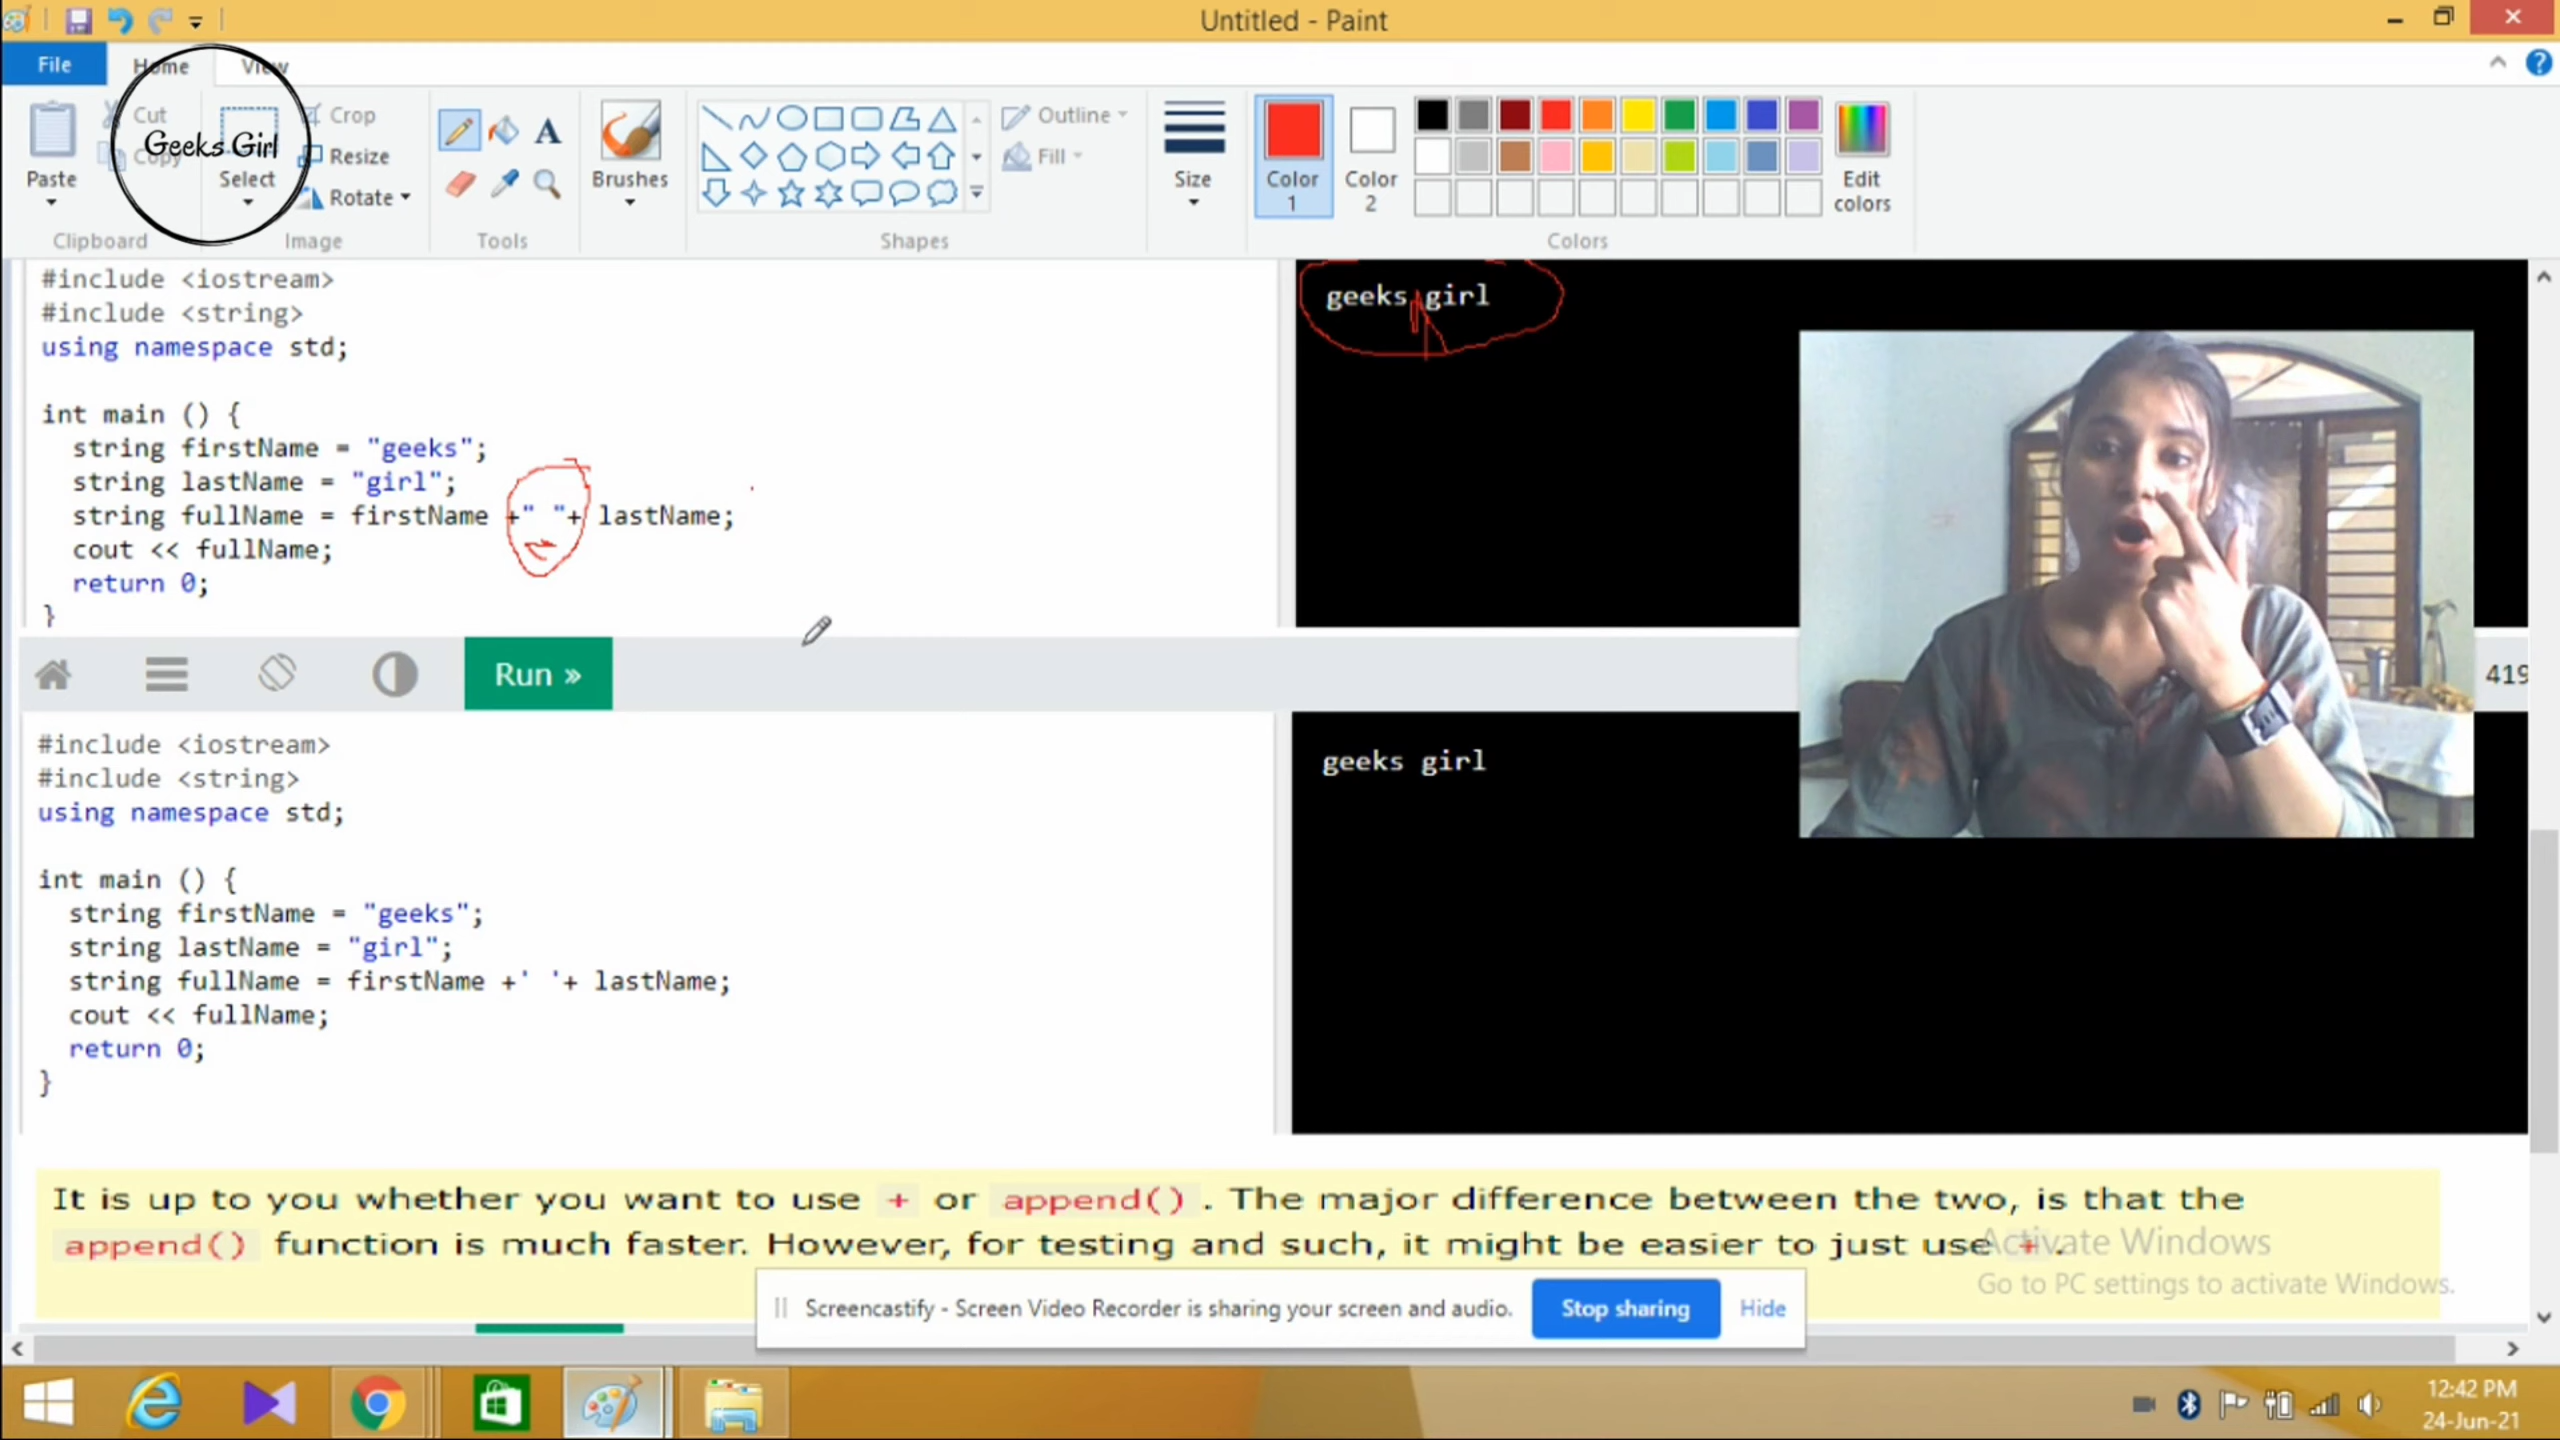 Untitled - Paint
File
Home
View
Cut
Copy
Geeks Girl
Paste
Select
Crop
Resize
Rotate
Brushes
Outline
Fill
Size
Color 1
Color 2
Edit colors
Clipboard
Image
Tools
Shapes
Colors
#include <iostream>
#include <string>
using namespace std;
int main () {
string firstName = "geeks";
string lastName = "girl";
string fullName = firstName +" "+ lastName;
cout << fullName;
return 0;
}
geeks girl
Run »
419
#include <iostream>
#include <string>
using namespace std;
int main () {
string firstName = "geeks";
string lastName = "girl";
string fullName = firstName +' '+ lastName;
cout << fullName;
return 0;
}
geeks girl
It is up to you whether you want to use + or append(). The major difference between the two, is that the
append() function is much faster. However, for testing and such, it might be easier to just use +.
Activate Windows
Go to PC settings to activate Windows.
Screencastify - Screen Video Recorder is sharing your screen and audio.
Stop sharing
Hide
12:42 PM
24-Jun-21